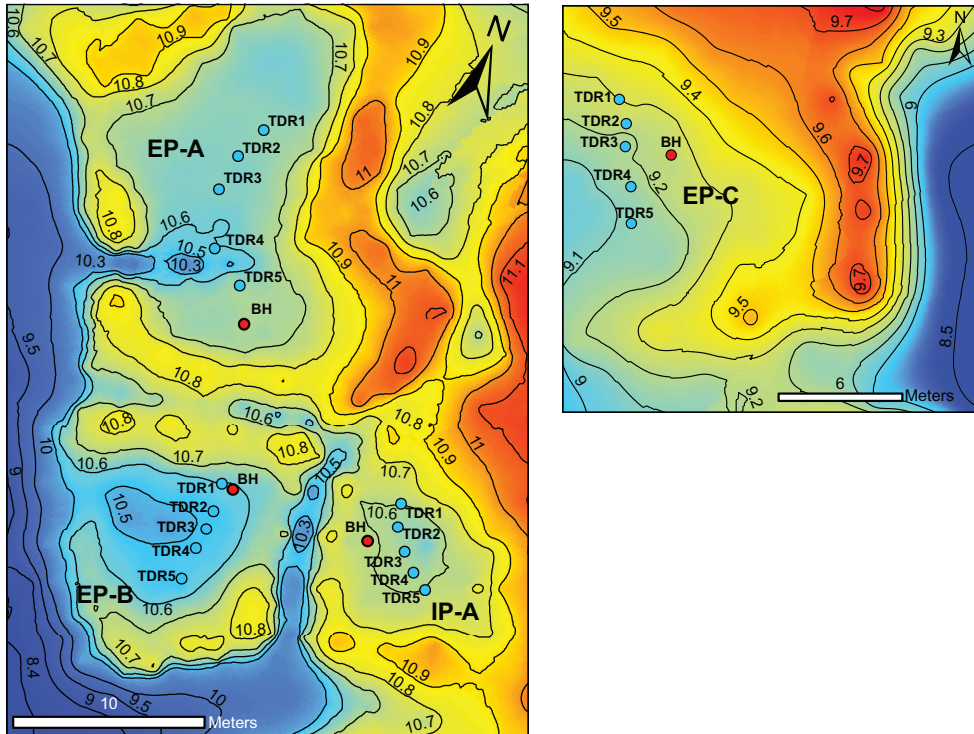 10.6
10.7
10.9
10.8
10.7
10.7
10.9
N
10.8
TDR1
EP-A
TDR2
TDR3
11
10.7
10.6
10.8
10.6
10.5
TDR4
10.3
10.3
10.9
11
11.1
TDR5
BH
9.5
10.8
10.6
10.8
10.8
10
10.7
10.8
10.9
11
9
10.6
10.5
10.7
TDR1
BH
10.5
TDR2
TDR3
TDR4
TDR5
10.3
EP-B
10.6
10.6
TDR1
TDR2
BH
TDR3
TDR4
TDR5
IP-A
10.8
10.7
10.9
10.8
8.4
9
9.5
10
10.7
10
Meters
9.5
9.7
9.3
N
9.4
6
TDR1
TDR2
TDR3
BH
9.6
9.7
9.2
TDR4
EP-C
TDR5
9.1
9.7
9.5
8.5
9
9.2
6
Meters